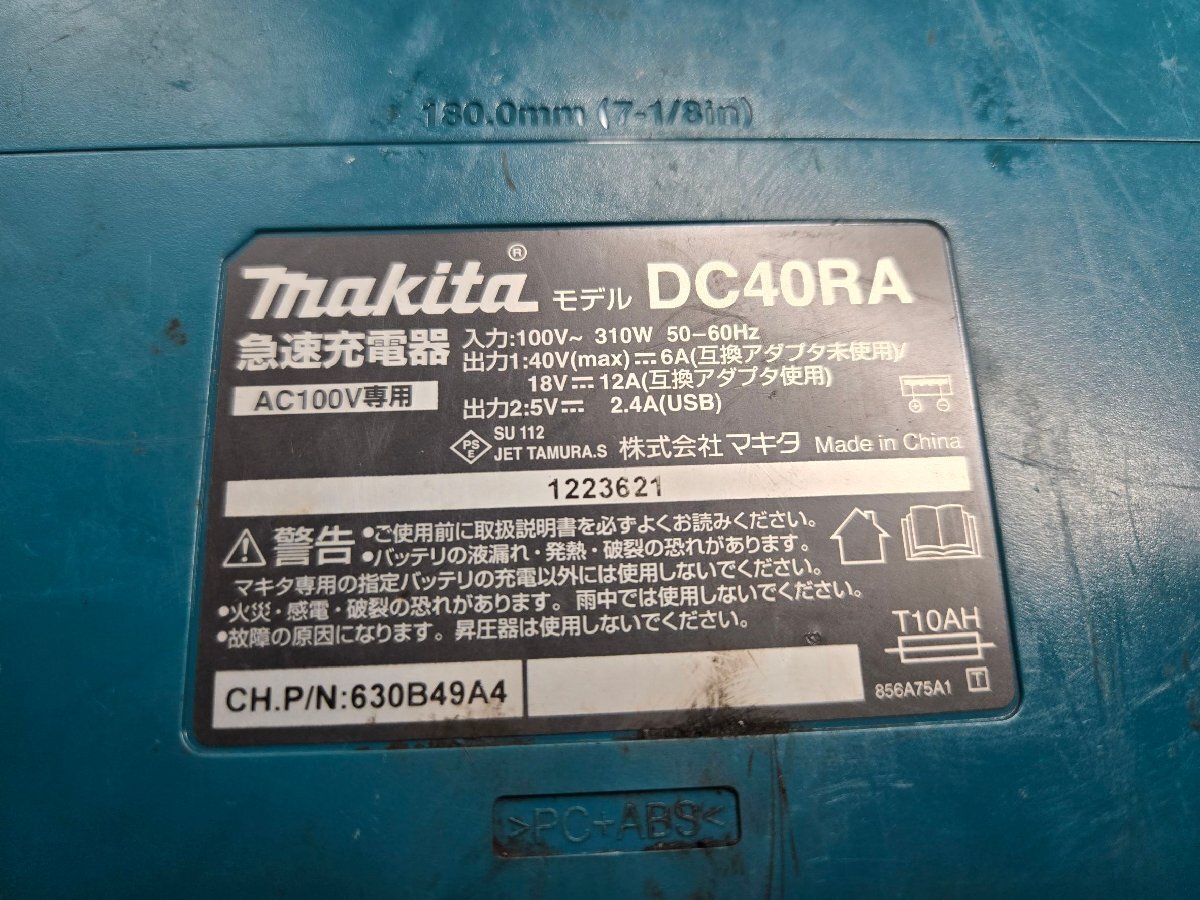 180.0mm (7-1/8in)
makita® モデル DC40RA
急速充電器
AC100V専用
入力:100V~ 310W 50-60Hz
出力1:40V(max)⎓6A(互換アダプタ未使用)/
18V⎓12A(互換アダプタ使用)
出力2:5V⎓ 2.4A(USB)
PSE
SU 112
JET TAMURA.S 株式会社マキタ Made in China
1223621
警告 •ご使用前に取扱説明書を必ずよくお読みください。
•バッテリの液漏れ・発熱・破裂の恐れがあります。
マキタ専用の指定バッテリの充電以外には使用しないでください。
•火災・感電・破裂の恐れがあります。雨中では使用しないでください。
•故障の原因になります。昇圧器は使用しないでください。
T10AH
CH.P/N:630B49A4
856A75A1 T
>PC+ABS<